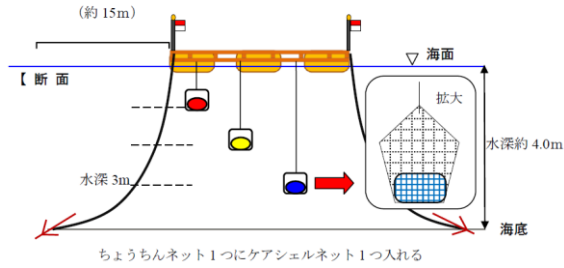 （約 15m）
海面
【 断 面
拡大
水深約 4.0m
水深 3m
海底
ちょうちんネット 1 つにケアシェルネット 1 つ入れる